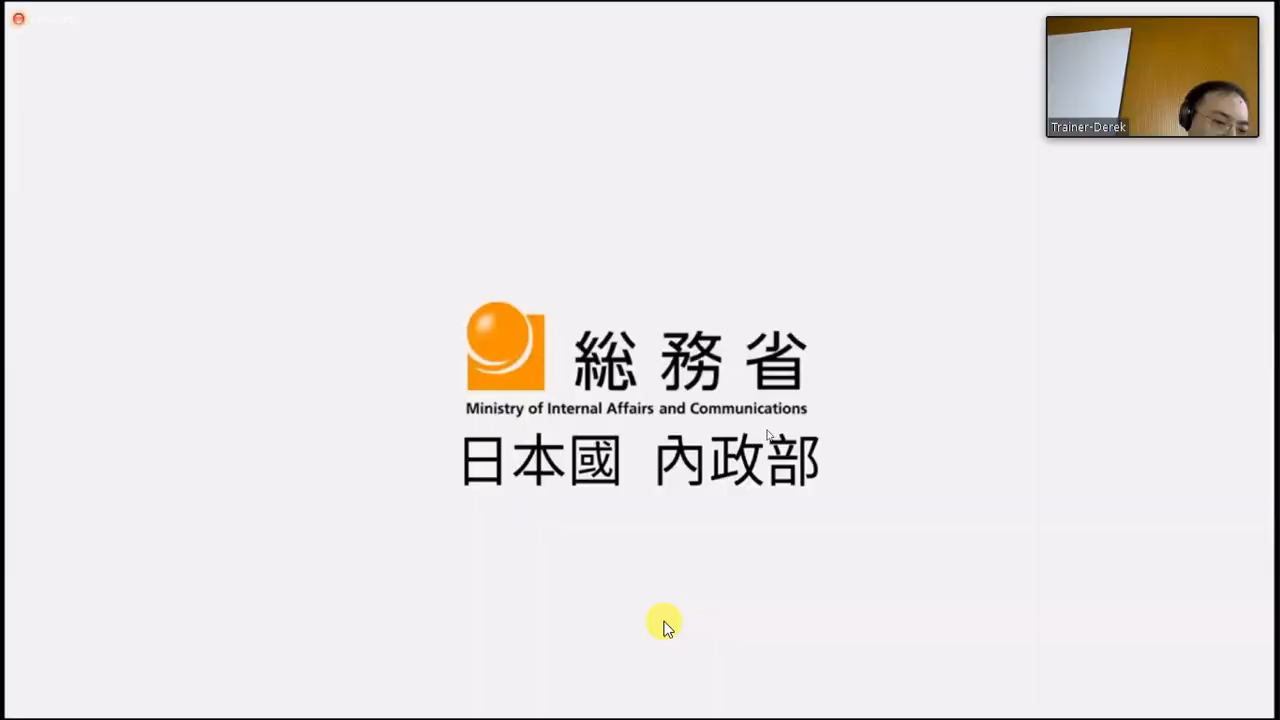 Trainer-Derek
総務省
Ministry of Internal Affairs and Communications
日本國 內政部